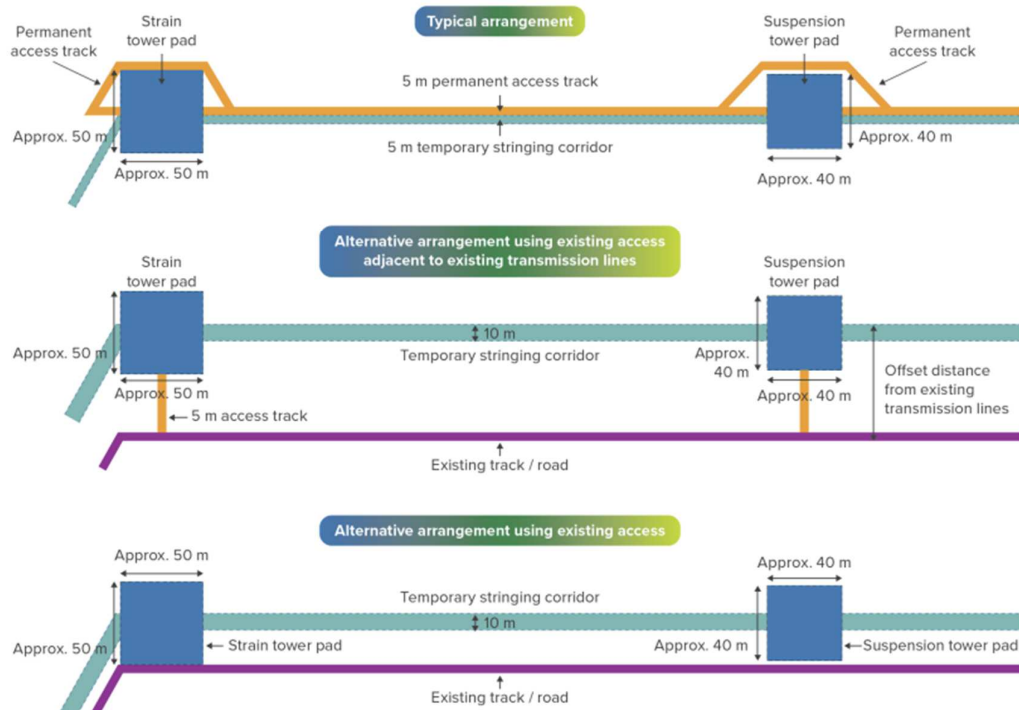 Typical arrangement
Permanent
access track
Strain
tower pad
Suspension
tower pad
Permanent
access track
5 m permanent access track
Approx. 50 m
Approx. 40 m
5 m temporary stringing corridor
Approx. 50 m
Approx. 40 m
Alternative arrangement using existing access
adjacent to existing transmission lines
Strain
tower pad
Suspension
tower pad
10 m
Approx. 50 m
Temporary stringing corridor
Approx.
40 m
Offset distance
from existing
transmission lines
Approx. 50 m
Approx. 40 m
5 m access track
Existing track / road
Alternative arrangement using existing access
Approx. 50 m
Approx. 40 m
Temporary stringing corridor
10 m
Approx. 50 m
Strain tower pad
Approx. 40 m
Suspension tower pad
Existing track / road